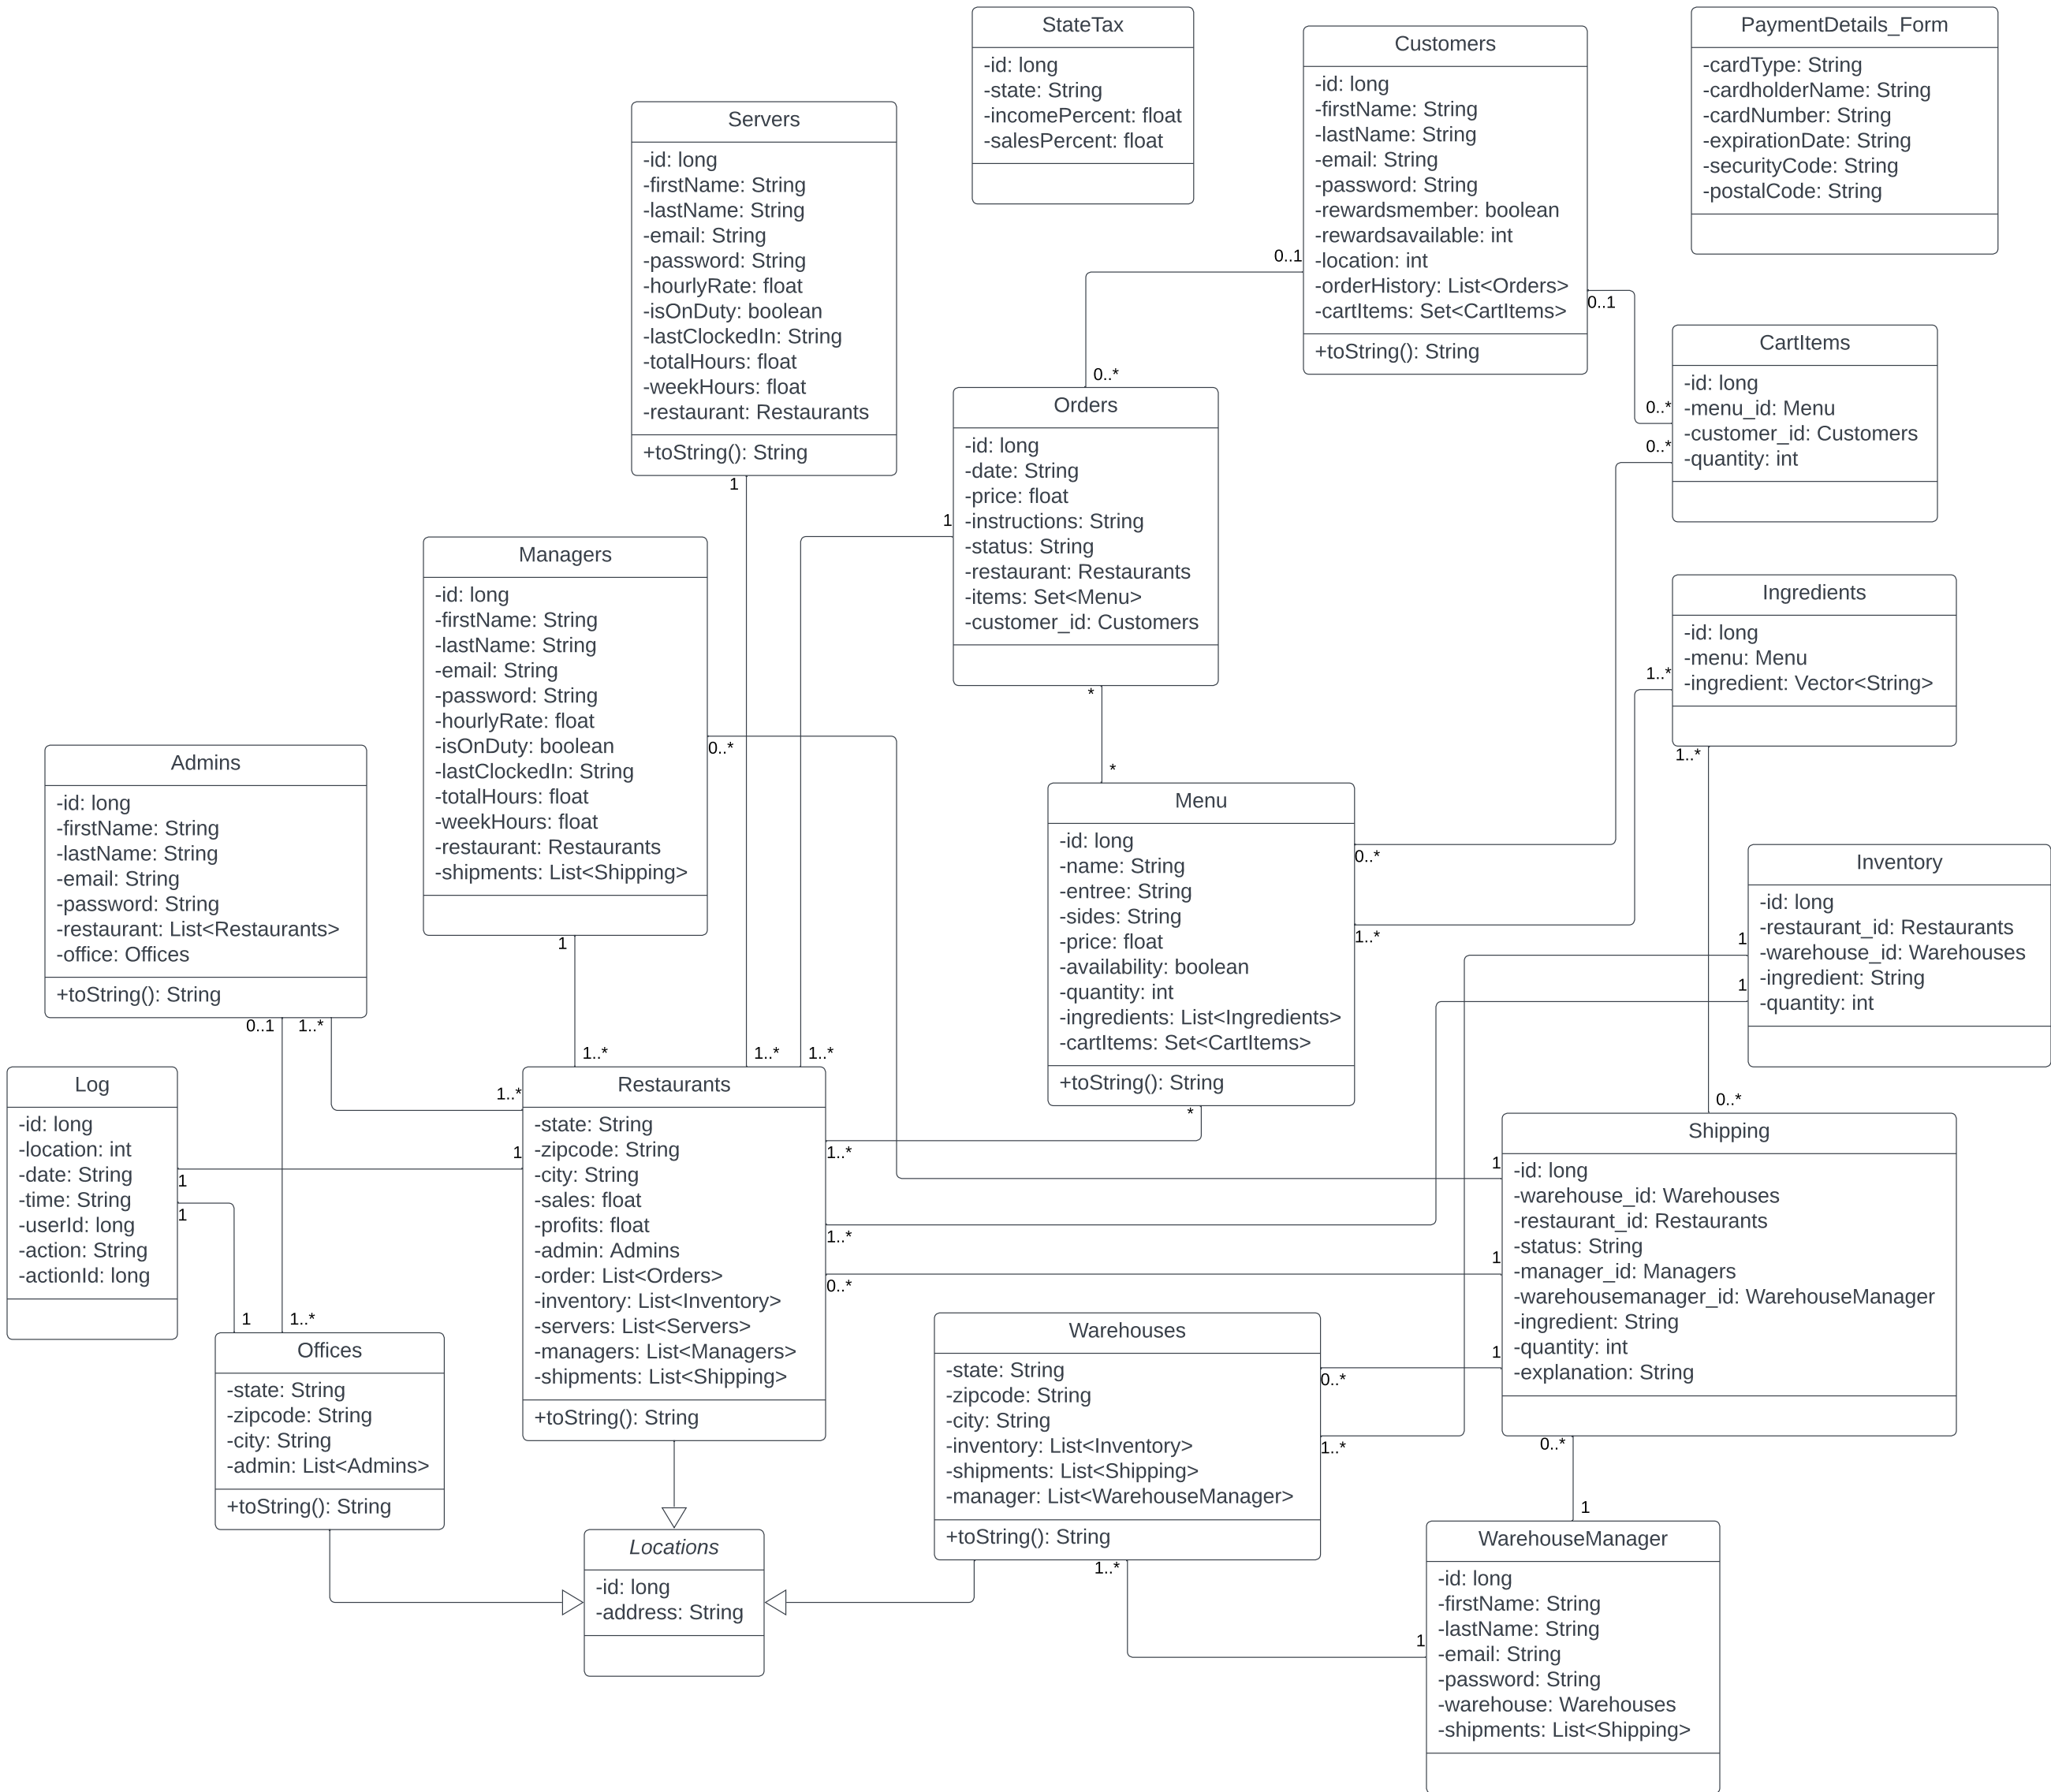 StateTax
-id: long
-state: String
-incomePercent: float
-salesPercent: float
Customers
-id: long
-firstName: String
-lastName: String
-email: String
-password: String
-rewardsmember: boolean
-rewardsavailable: int
-location: int
-orderHistory: List<Orders>
-cartItems: Set<CartItems>
+toString(): String
PaymentDetails_Form
-cardType: String
-cardholderName: String
-cardNumber: String
-expirationDate: String
-securityCode: String
-postalCode: String
Servers
-id: long
-firstName: String
-lastName: String
-email: String
-password: String
-hourlyRate: float
-isOnDuty: boolean
-lastClockedIn: String
-totalHours: float
-weekHours: float
-restaurant: Restaurants
+toString(): String
0..1
0..1
0..*
0..*
0..*
CartItems
-id: long
-menu_id: Menu
-customer_id: Customers
-quantity: int
Orders
-id: long
-date: String
-price: float
-instructions: String
-status: String
-restaurant: Restaurants
-items: Set<Menu>
-customer_id: Customers
1
1
Managers
-id: long
-firstName: String
-lastName: String
-email: String
-password: String
-hourlyRate: float
-isOnDuty: boolean
-lastClockedIn: String
-totalHours: float
-weekHours: float
-restaurant: Restaurants
-shipments: List<Shipping>
Ingredients
-id: long
-menu: Menu
-ingredient: Vector<String>
1..*
*
0..*
1..*
*
Admins
-id: long
-firstName: String
-lastName: String
-email: String
-password: String
-restaurant: List<Restaurants>
-office: Offices
+toString(): String
Menu
-id: long
-name: String
-entree: String
-sides: String
-price: float
-availability: boolean
-quantity: int
-ingredients: List<Ingredients>
-cartItems: Set<CartItems>
+toString(): String
0..*
1..*
Inventory
-id: long
-restaurant_id: Restaurants
-warehouse_id: Warehouses
-ingredient: String
-quantity: int
1
1
1
0..1
1..*
1..*
1..*
1..*
1..*
*
0..*
Log
-id: long
-location: int
-date: String
-time: String
-userId: long
-action: String
-actionId: long
1
1
1
Restaurants
-state: String
-zipcode: String
-city: String
-sales: float
-profits: float
-admin: Admins
-order: List<Orders>
-inventory: List<Inventory>
-servers: List<Servers>
-managers: List<Managers>
-shipments: List<Shipping>
+toString(): String
1..*
1..*
0..*
Shipping
-id: long
-warehouse_id: Warehouses
-restaurant_id: Restaurants
-status: String
-manager_id: Managers
-warehousemanager_id: WarehouseManager
-ingredient: String
-quantity: int
-explanation: String
1
1
1
1
1..*
Offices
-state: String
-zipcode: String
-city: String
-admin: List<Admins>
+toString(): String
Warehouses
-state: String
-zipcode: String
-city: String
-inventory: List<Inventory>
-shipments: List<Shipping>
-manager: List<WarehouseManager>
+toString(): String
0..*
1..*
0..*
1
Locations
-id: long
-address: String
1..*
1
WarehouseManager
-id: long
-firstName: String
-lastName: String
-email: String
-password: String
-warehouse: Warehouses
-shipments: List<Shipping>